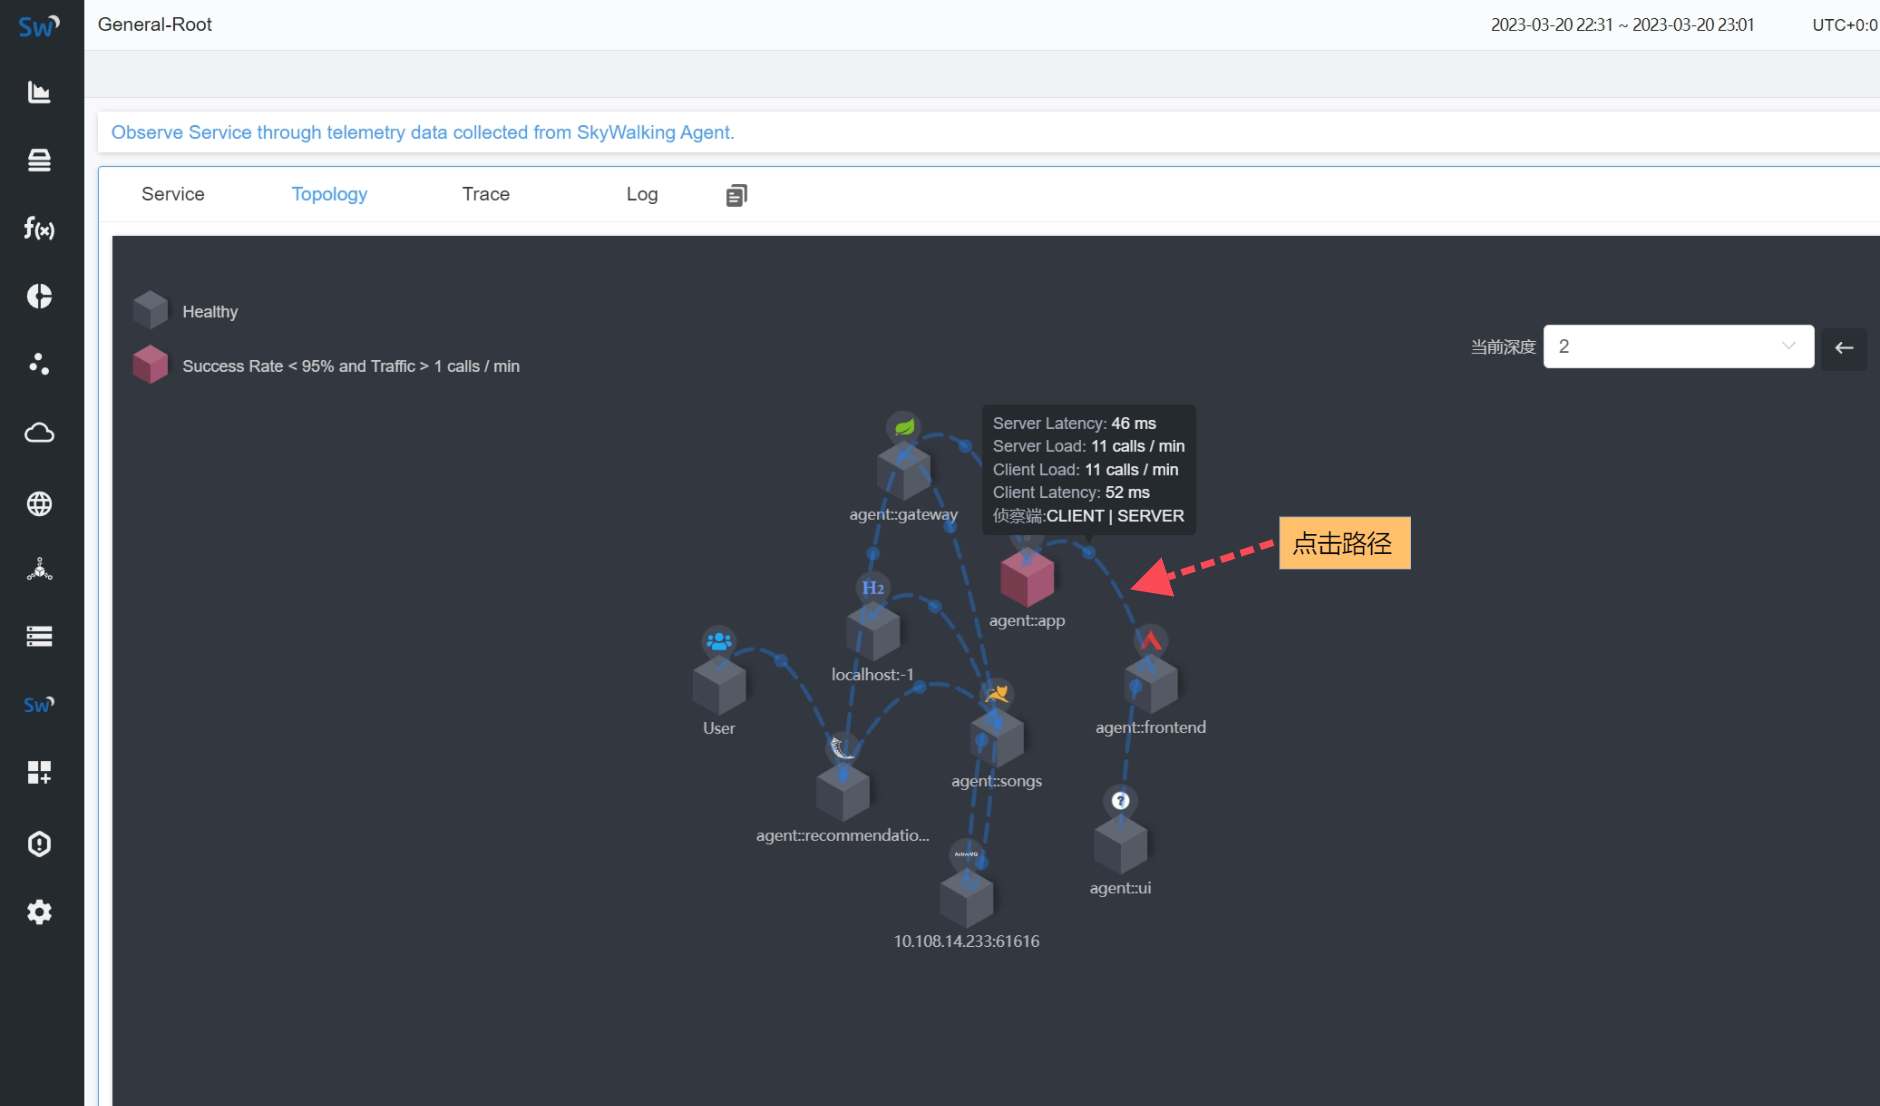 Sw
General-Root
2023-03-20 22:31 ~ 2023-03-20 23:01
UTC+0:0
Observe Service through telemetry data collected from SkyWalking Agent.
Service
Topology
Trace
Log
f(x)
Healthy
Success Rate < 95% and Traffic > 1 calls / min
当前深度
2
Server Latency: 46 ms
Server Load: 11 calls / min
Client Load: 11 calls / min
Client Latency: 52 ms
侦察端:CLIENT | SERVER
点击路径
agent::gateway
H2
agent::app
localhost:-1
User
agent::frontend
agent::songs
agent::recommendatio...
ActiveMQ
?
agent::ui
10.108.14.233:61616
Sw